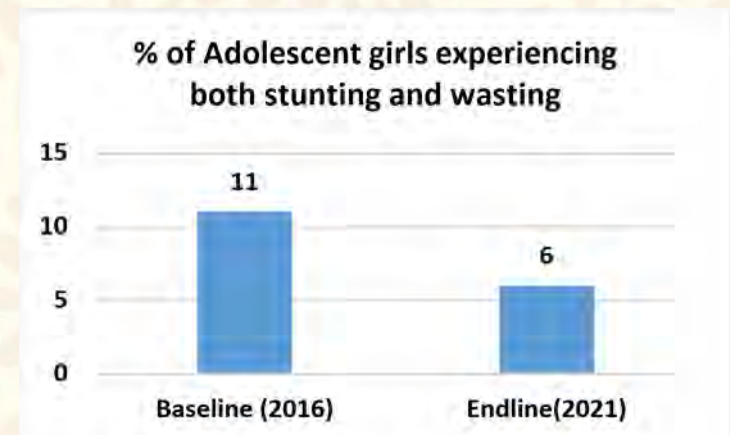 % of Adolescent girls experiencing
both stunting and wasting
15
11
10
6
5
0
Baseline (2016)
Endline(2021)